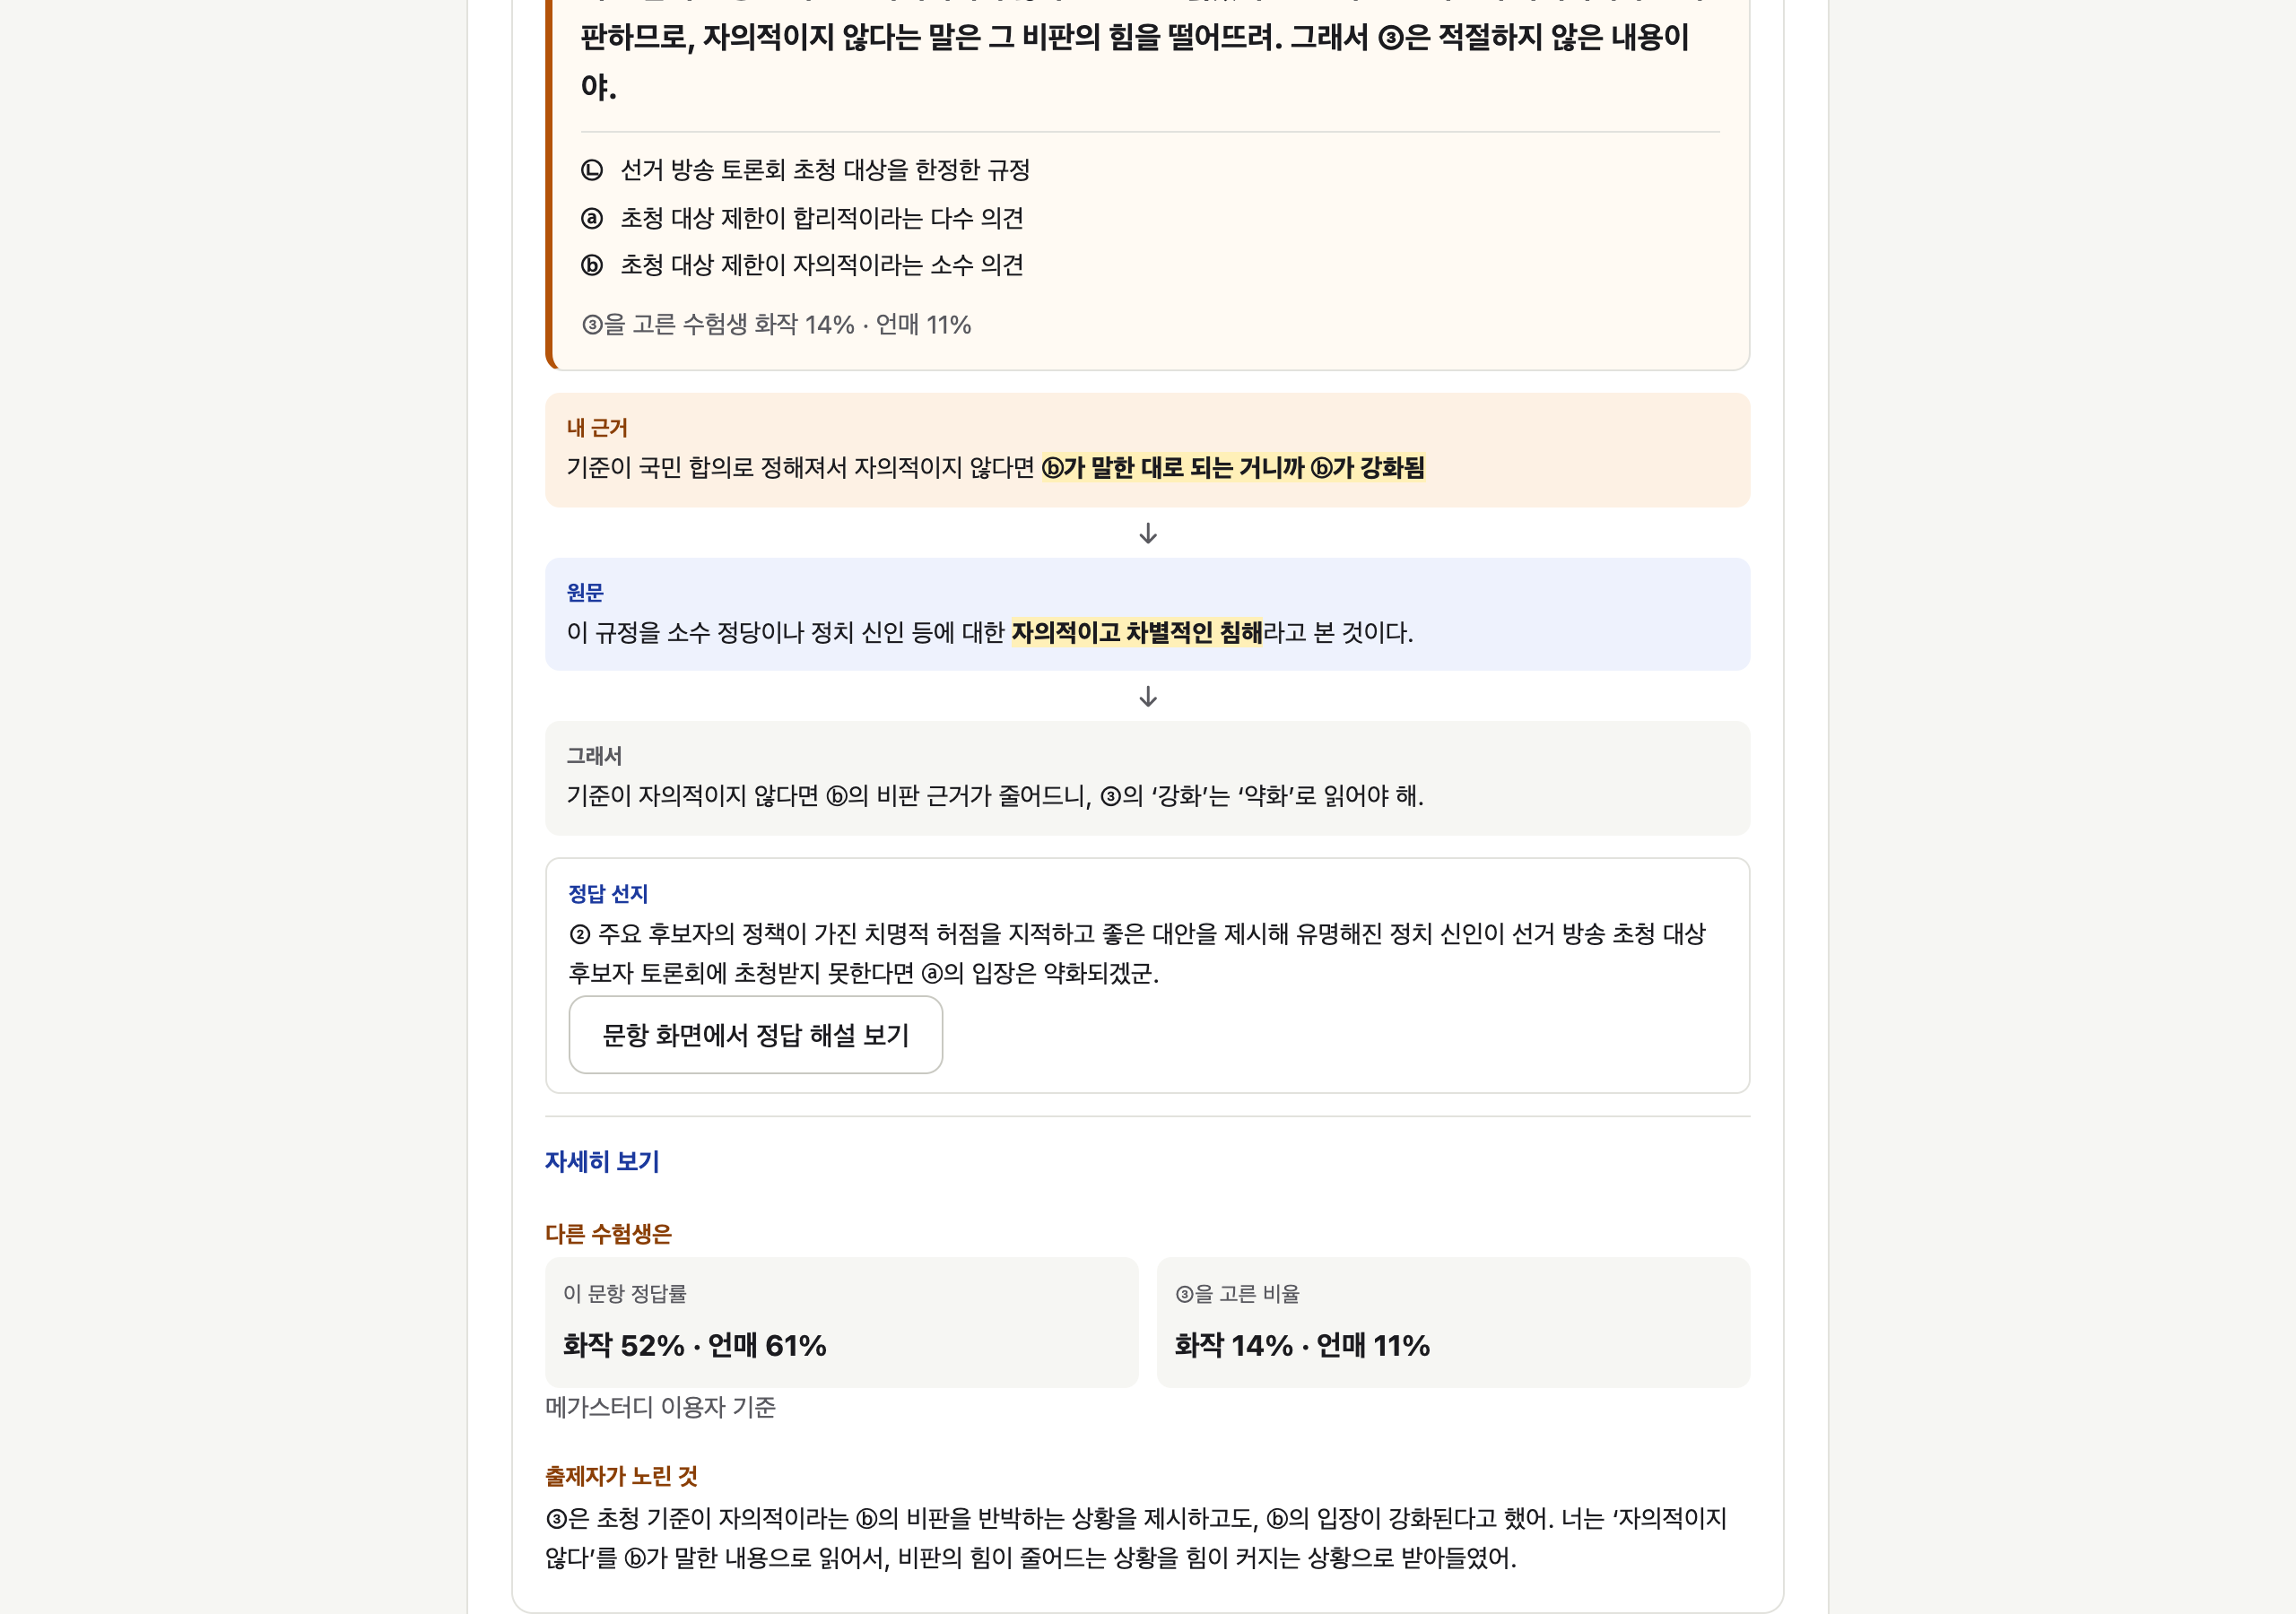 판하므로, 자의적이지 않다는 말은 그 비판의 힘을 떨어뜨려. 그래서 ③은 적절하지 않은 내용이
야.
㉡ 선거 방송 토론회 초청 대상을 한정한 규정
ⓐ 초청 대상 제한이 합리적이라는 다수 의견
ⓑ 초청 대상 제한이 자의적이라는 소수 의견
③을 고른 수험생 화작 14% · 언매 11%
내 근거
기준이 국민 합의로 정해져서 자의적이지 않다면 ⓑ가 말한 대로 되는 거니까 ⓑ가 강화됨
↓
원문
이 규정을 소수 정당이나 정치 신인 등에 대한 자의적이고 차별적인 침해라고 본 것이다.
↓
그래서
기준이 자의적이지 않다면 ⓑ의 비판 근거가 줄어드니, ③의 ‘강화’는 ‘약화’로 읽어야 해.
정답 선지
② 주요 후보자의 정책이 가진 치명적 허점을 지적하고 좋은 대안을 제시해 유명해진 정치 신인이 선거 방송 초청 대상
후보자 토론회에 초청받지 못한다면 ⓐ의 입장은 약화되겠군.
문항 화면에서 정답 해설 보기
자세히 보기
다른 수험생은
이 문항 정답률
화작 52% · 언매 61%
③을 고른 비율
화작 14% · 언매 11%
메가스터디 이용자 기준
출제자가 노린 것
③은 초청 기준이 자의적이라는 ⓑ의 비판을 반박하는 상황을 제시하고도, ⓑ의 입장이 강화된다고 했어. 너는 ‘자의적이지
않다’를 ⓑ가 말한 내용으로 읽어서, 비판의 힘이 줄어드는 상황을 힘이 커지는 상황으로 받아들였어.